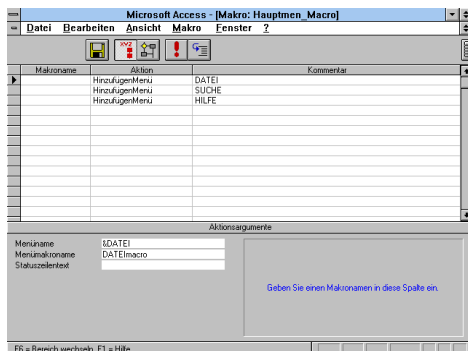 Microsoft Access - [Makro: Hauptmen_Macro]
Datei Bearbeiten Ansicht Makro Fenster ?
XYZ
Makroname Aktion Kommentar
HinzufügenMenü DATEI
HinzufügenMenü SUCHE
HinzufügenMenü HILFE
Aktionsargumente
Menüname &DATEI
Menümakroname DATEImacro
Statuszeilentext
Geben Sie einen Makronamen in diese Spalte ein.
F6 = Bereich wechseln. F1 = Hilfe.